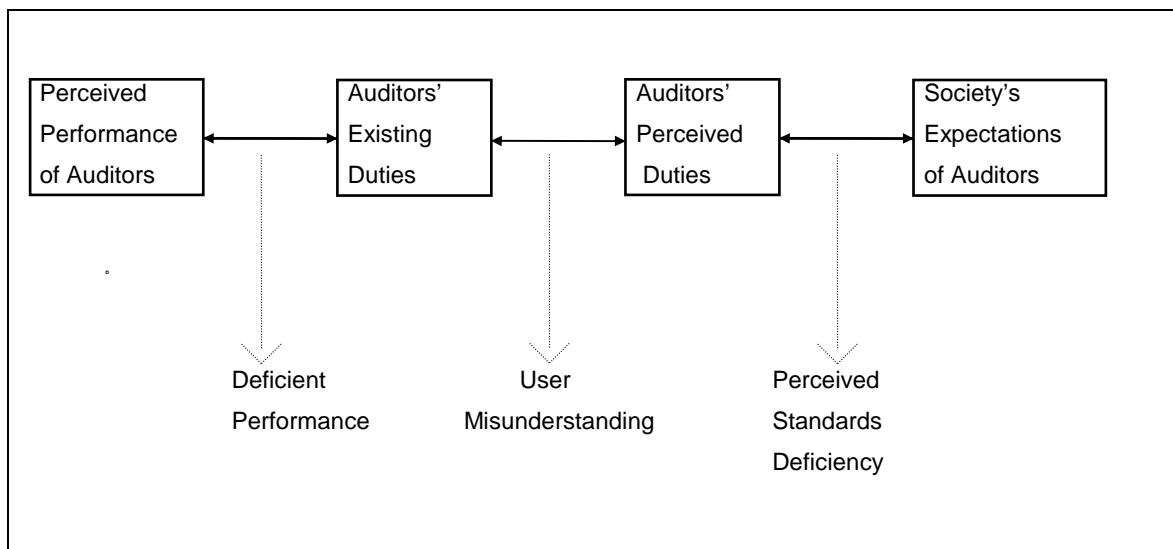 Perceived
Performance
of Auditors
Auditors’
Existing
Duties
Auditors’
Perceived
Duties
Society’s
Expectations
of Auditors
Deficient
Performance
User
Misunderstanding
Perceived
Standards
Deficiency